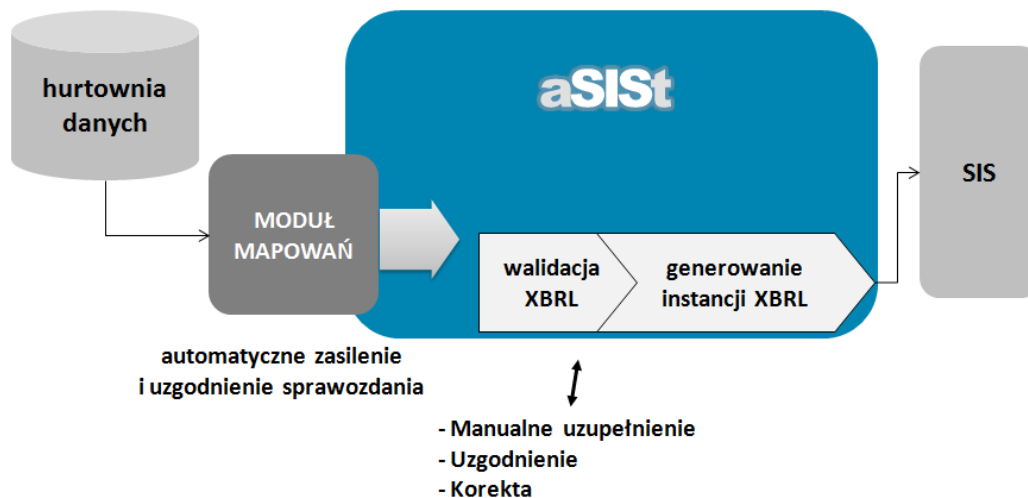 hurtownia
danych
aSISt
SIS
MODUŁ
MAPOWAŃ
walidacja
XBRL
generowanie
instancji XBRL
automatyczne zasilenie
i uzgodnienie sprawozdania
- Manualne uzupełnienie
- Uzgodnienie
- Korekta